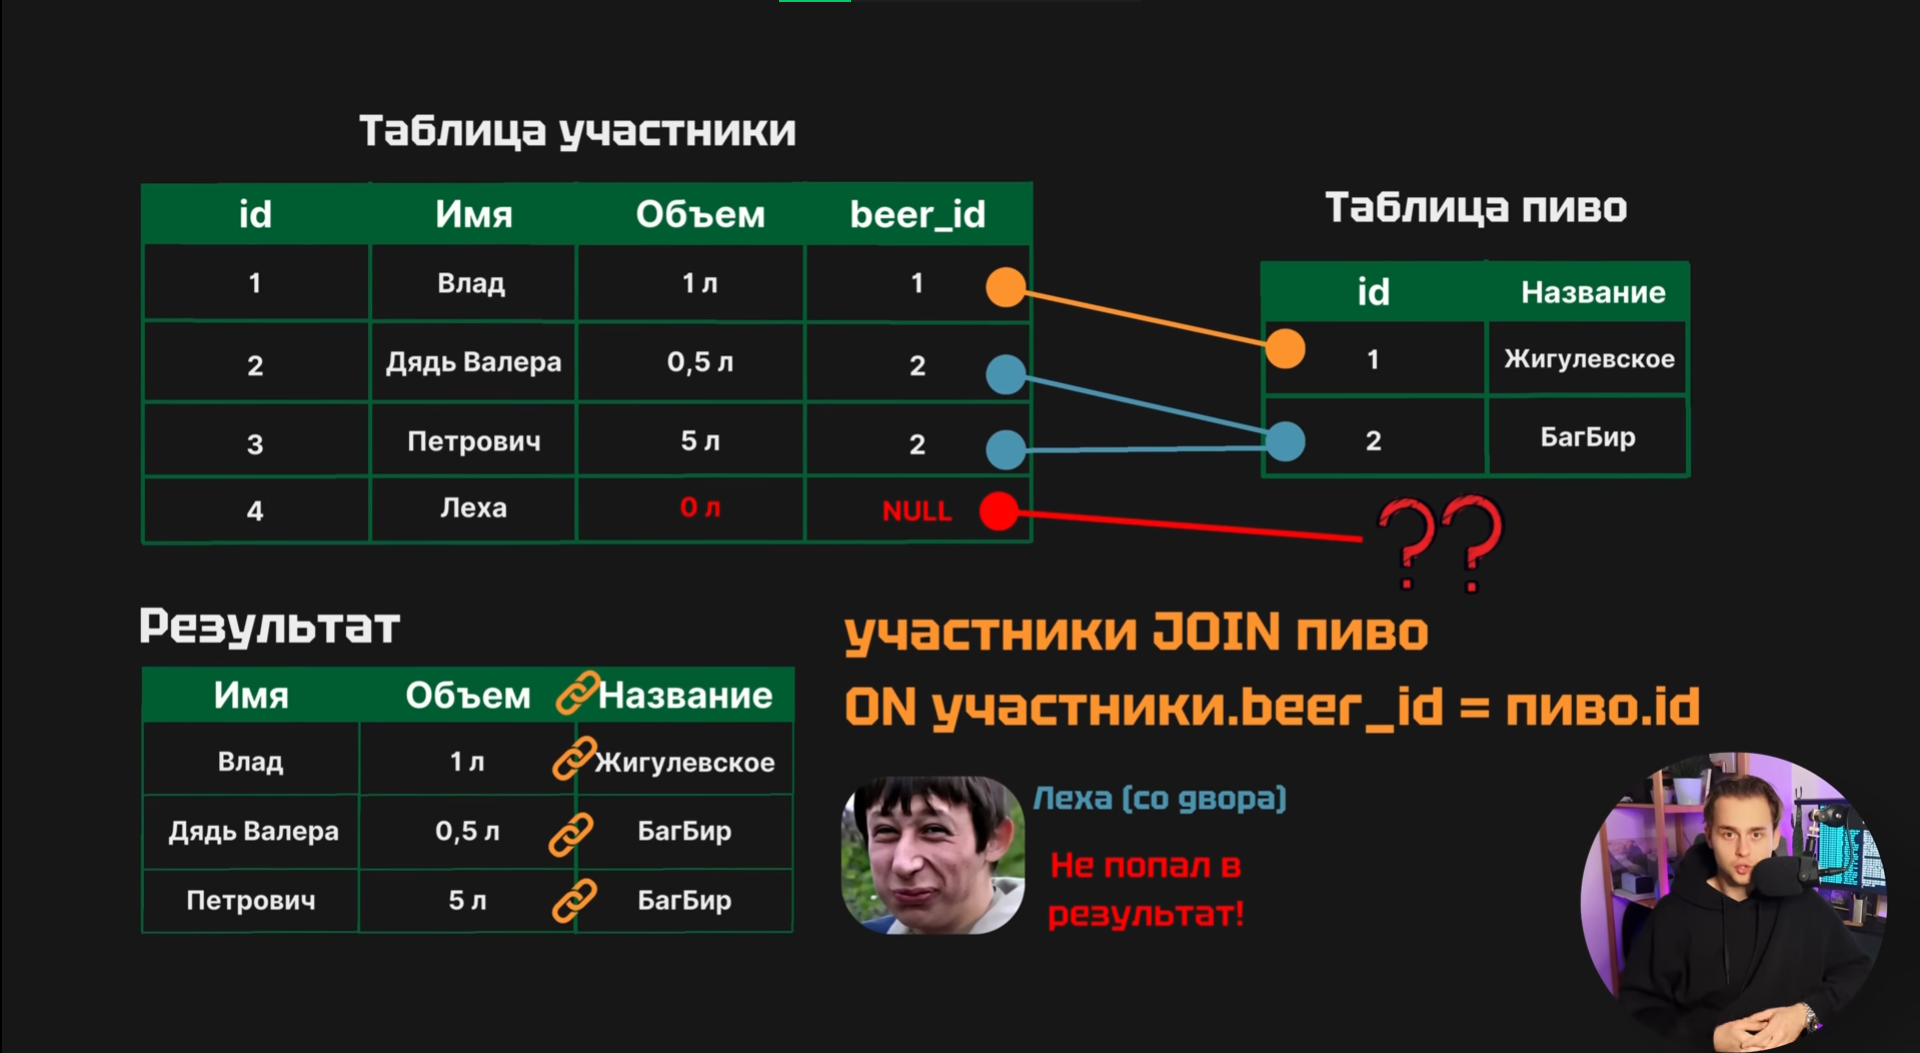 Таблица участники
id Имя Объем beer_id
1 Влад 1 л 1
2 Дядь Валера 0,5 л 2
3 Петрович 5 л 2
4 Леха 0 л NULL
Таблица пиво
id Название
1 Жигулевское
2 БагБир
??
Результат
Имя Объем Название
Влад 1 л Жигулевское
Дядь Валера 0,5 л БагБир
Петрович 5 л БагБир
участники JOIN пиво
ON участники.beer_id = пиво.id
Леха (со двора)
Не попал в
результат!